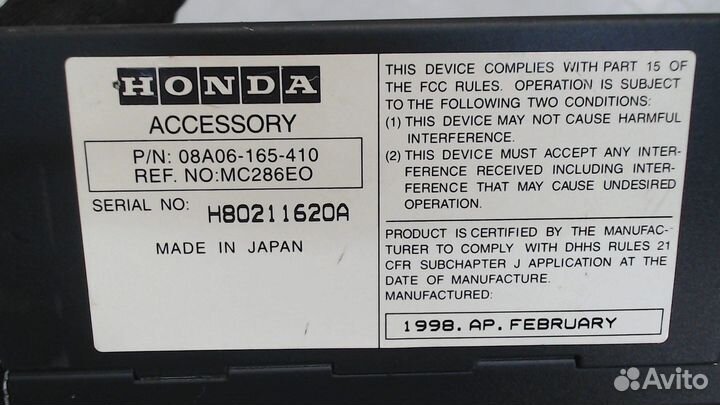 HONDA
ACCESSORY
P/N: 08A06-165-410
REF. NO:MC286EO
SERIAL NO: H80211620A
MADE IN JAPAN
THIS DEVICE COMPLIES WITH PART 15 OF
THE FCC RULES. OPERATION IS SUBJECT
TO THE FOLLOWING TWO CONDITIONS:
(1) THIS DEVICE MAY NOT CAUSE HARMFUL
INTERFERENCE.
(2) THIS DEVICE MUST ACCEPT ANY INTER-
FERENCE RECEIVED INCLUDING INTER-
FERENCE THAT MAY CAUSE UNDESIRED
OPERATION.
PRODUCT IS CERTIFIED BY THE MANUFAC-
TURER TO COMPLY WITH DHHS RULES 21
CFR SUBCHAPTER J APPLICATION AT THE
DATE OF MANUFACTURE.
MANUFACTURED:
1998. AP. FEBRUARY
Avito